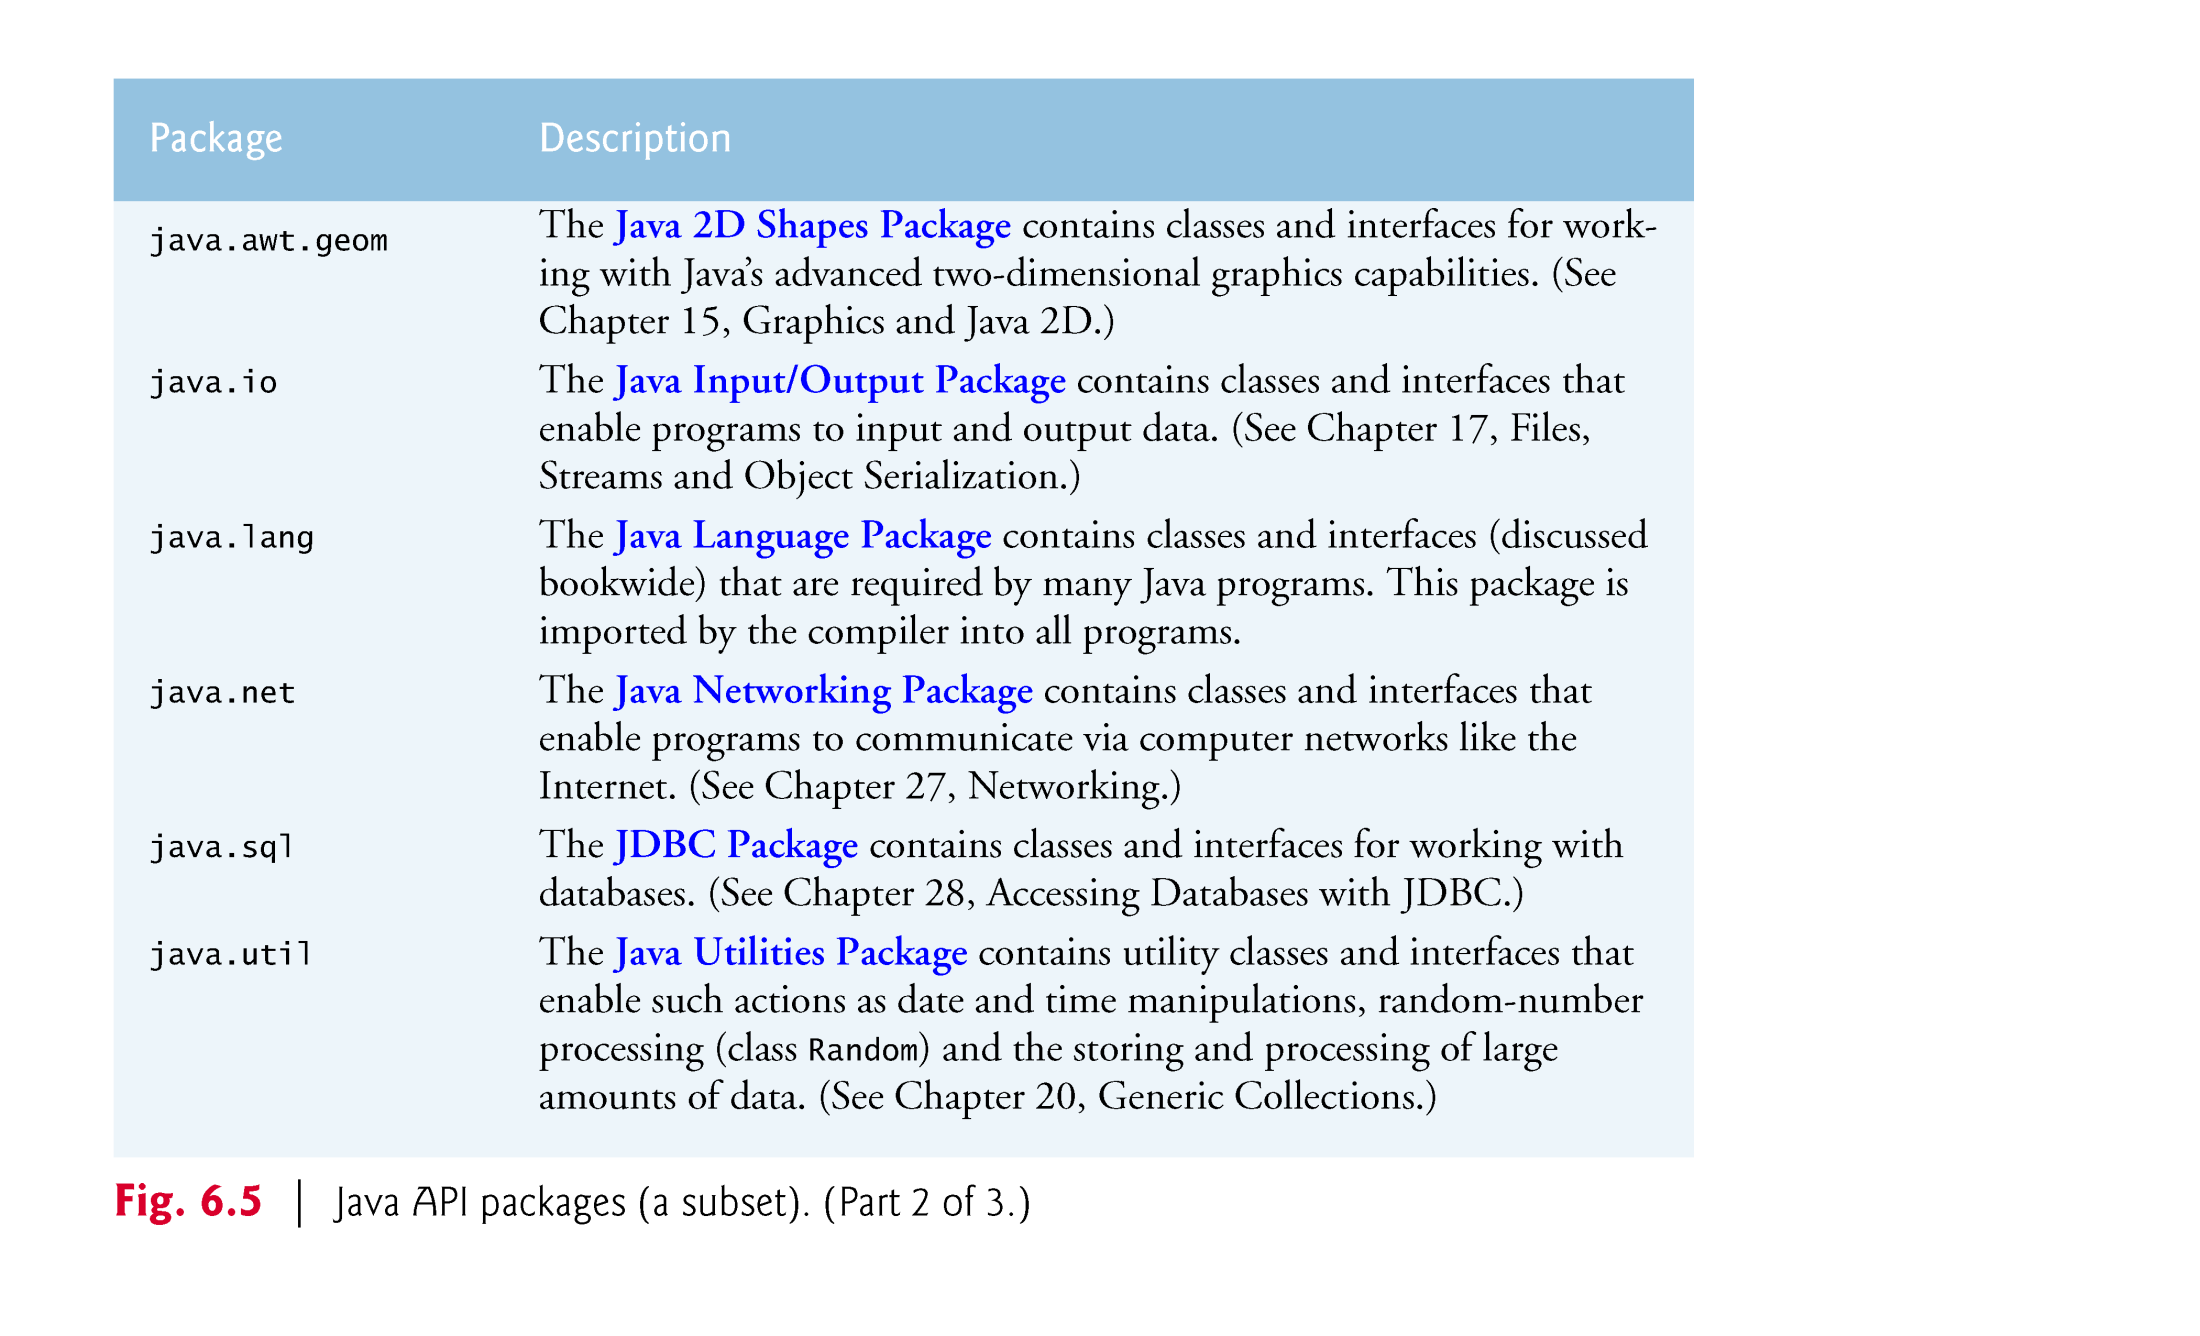 Package Description
java.awt.geom The Java 2D Shapes Package contains classes and interfaces for work-
ing with Java’s advanced two-dimensional graphics capabilities. (See
Chapter 15, Graphics and Java 2D.)
java.io The Java Input/Output Package contains classes and interfaces that
enable programs to input and output data. (See Chapter 17, Files,
Streams and Object Serialization.)
java.lang The Java Language Package contains classes and interfaces (discussed
bookwide) that are required by many Java programs. This package is
imported by the compiler into all programs.
java.net The Java Networking Package contains classes and interfaces that
enable programs to communicate via computer networks like the
Internet. (See Chapter 27, Networking.)
java.sql The JDBC Package contains classes and interfaces for working with
databases. (See Chapter 28, Accessing Databases with JDBC.)
java.util The Java Utilities Package contains utility classes and interfaces that
enable such actions as date and time manipulations, random-number
processing (class Random) and the storing and processing of large
amounts of data. (See Chapter 20, Generic Collections.)
Fig. 6.5 | Java API packages (a subset). (Part 2 of 3.)